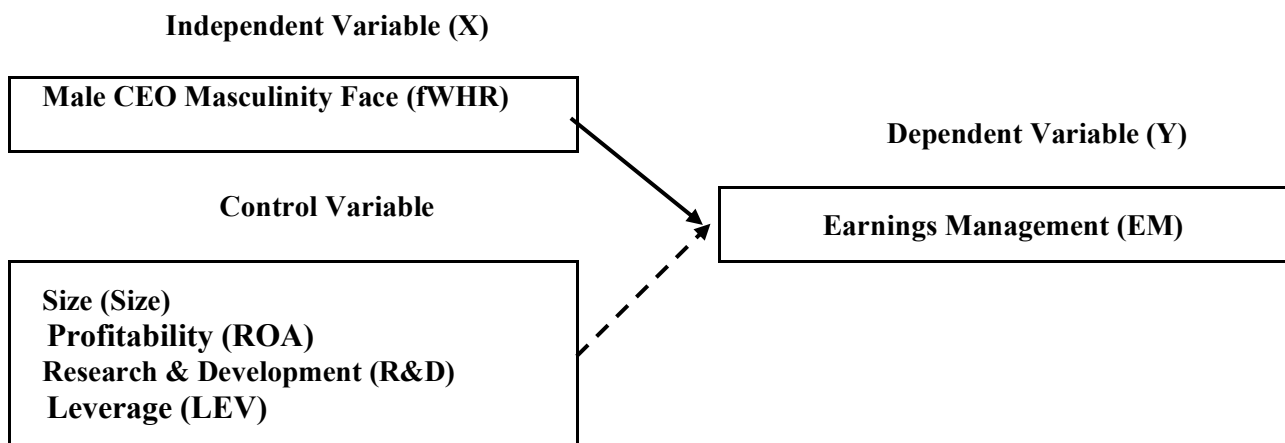 Independent Variable (X)
Male CEO Masculinity Face (fWHR)
Dependent Variable (Y)
Control Variable
Earnings Management (EM)
Size (Size)
Profitability (ROA)
Research & Development (R&D)
Leverage (LEV)